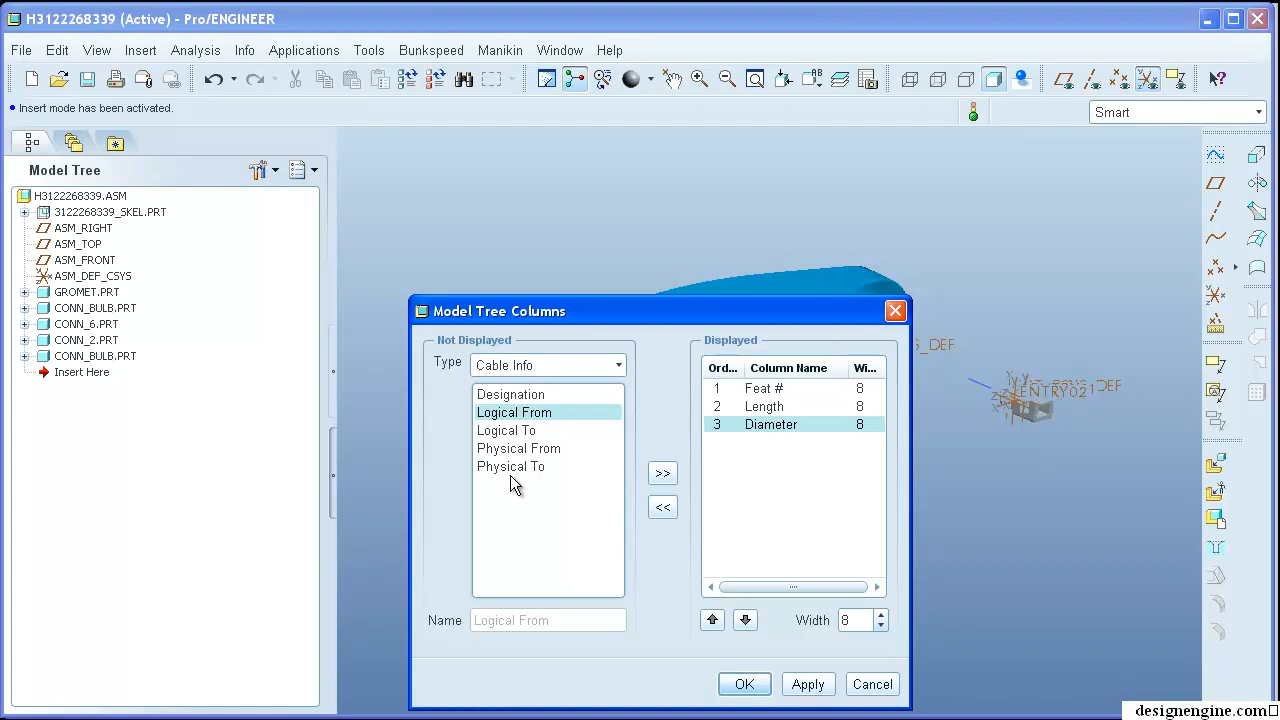 H3122268339 (Active) - Pro/ENGINEER
File Edit View Insert Analysis Info Applications Tools Bunkspeed Manikin Window Help
Insert mode has been activated.
Smart
Model Tree
H3122268339.ASM
3122268339_SKEL.PRT
ASM_RIGHT
ASM_TOP
ASM_FRONT
ASM_DEF_CSYS
GROMET.PRT
CONN_BULB.PRT
CONN_6.PRT
CONN_2.PRT
CONN_BULB.PRT
Insert Here
Model Tree Columns
Not Displayed
Type Cable Info
Designation
Logical From
Logical To
Physical From
Physical To
Name Logical From
>>
<<
Displayed
Ord... Column Name Wi...
1 Feat # 8
2 Length 8
3 Diameter 8
Width 8
OK Apply Cancel
_DEF
ENTRY021
DEF
designengine.com